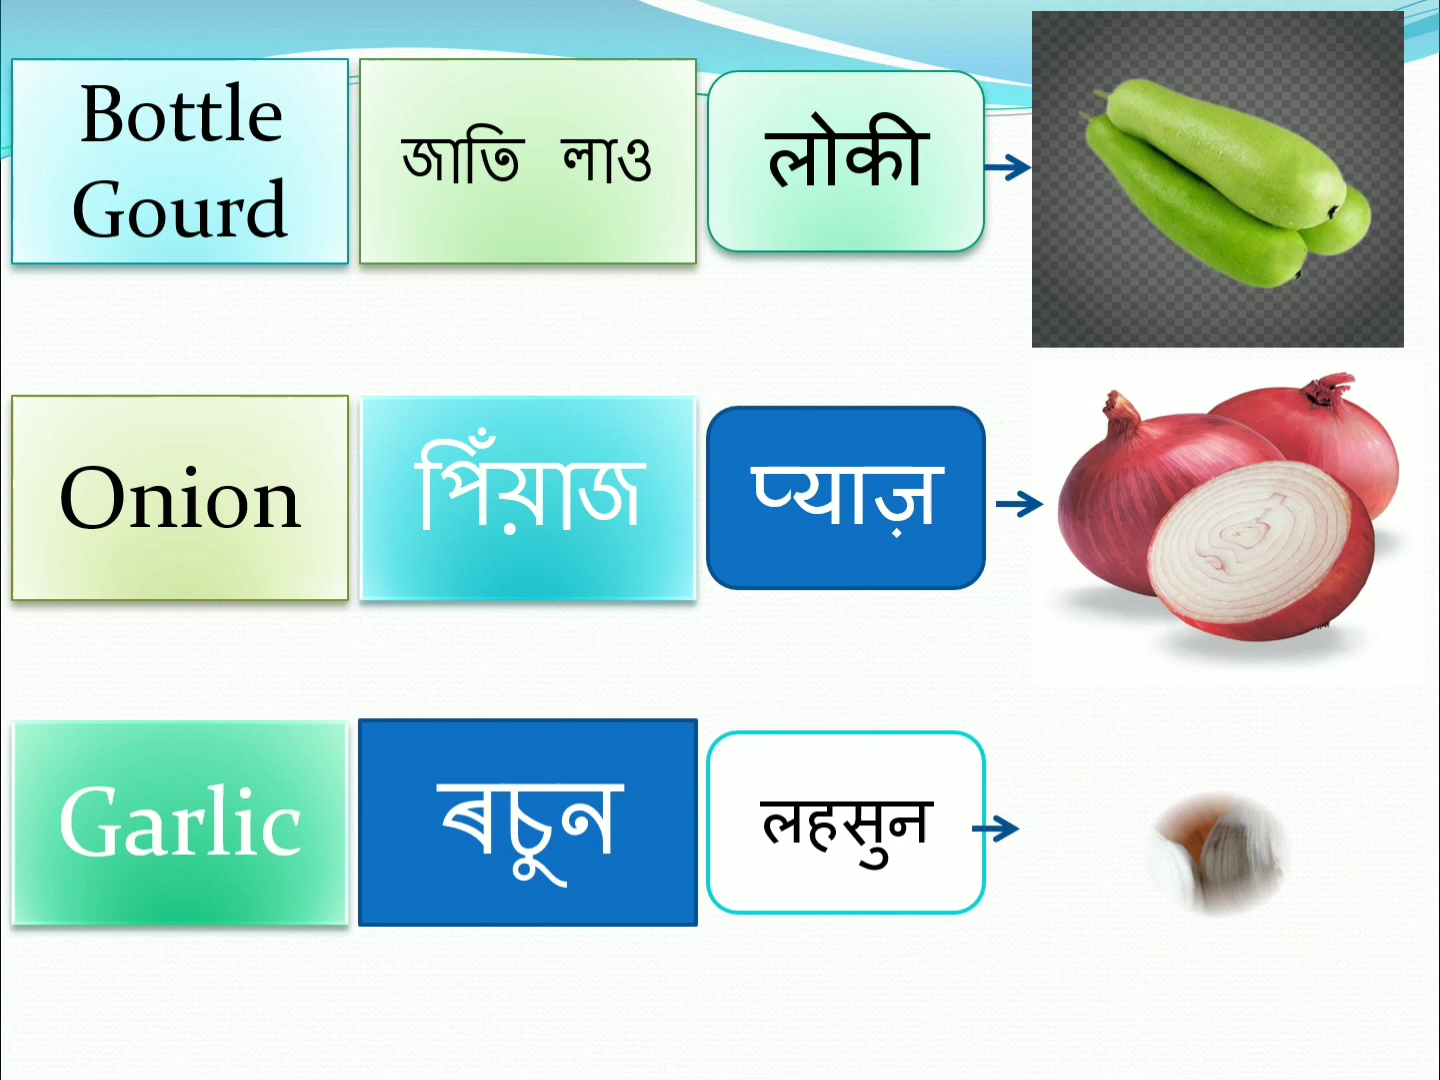 Bottle
Gourd
জাতি লাও
लोकी
Onion
পিঁয়াজ
प्याज़
Garlic
ৰচুন
लहसुन